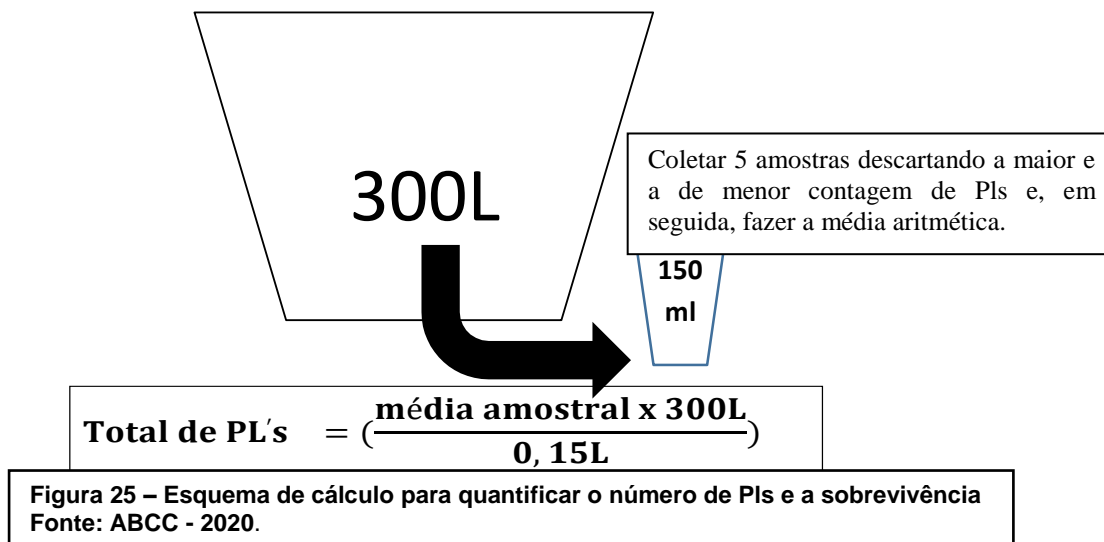 300L
Coletar 5 amostras descartando a maior e
a de menor contagem de Pls e, em
seguida, fazer a média aritmética.
150
ml
Total de PL's = (média amostral x 300L
0, 15L)
Figura 25 – Esquema de cálculo para quantificar o número de Pls e a sobrevivência
Fonte: ABCC - 2020.